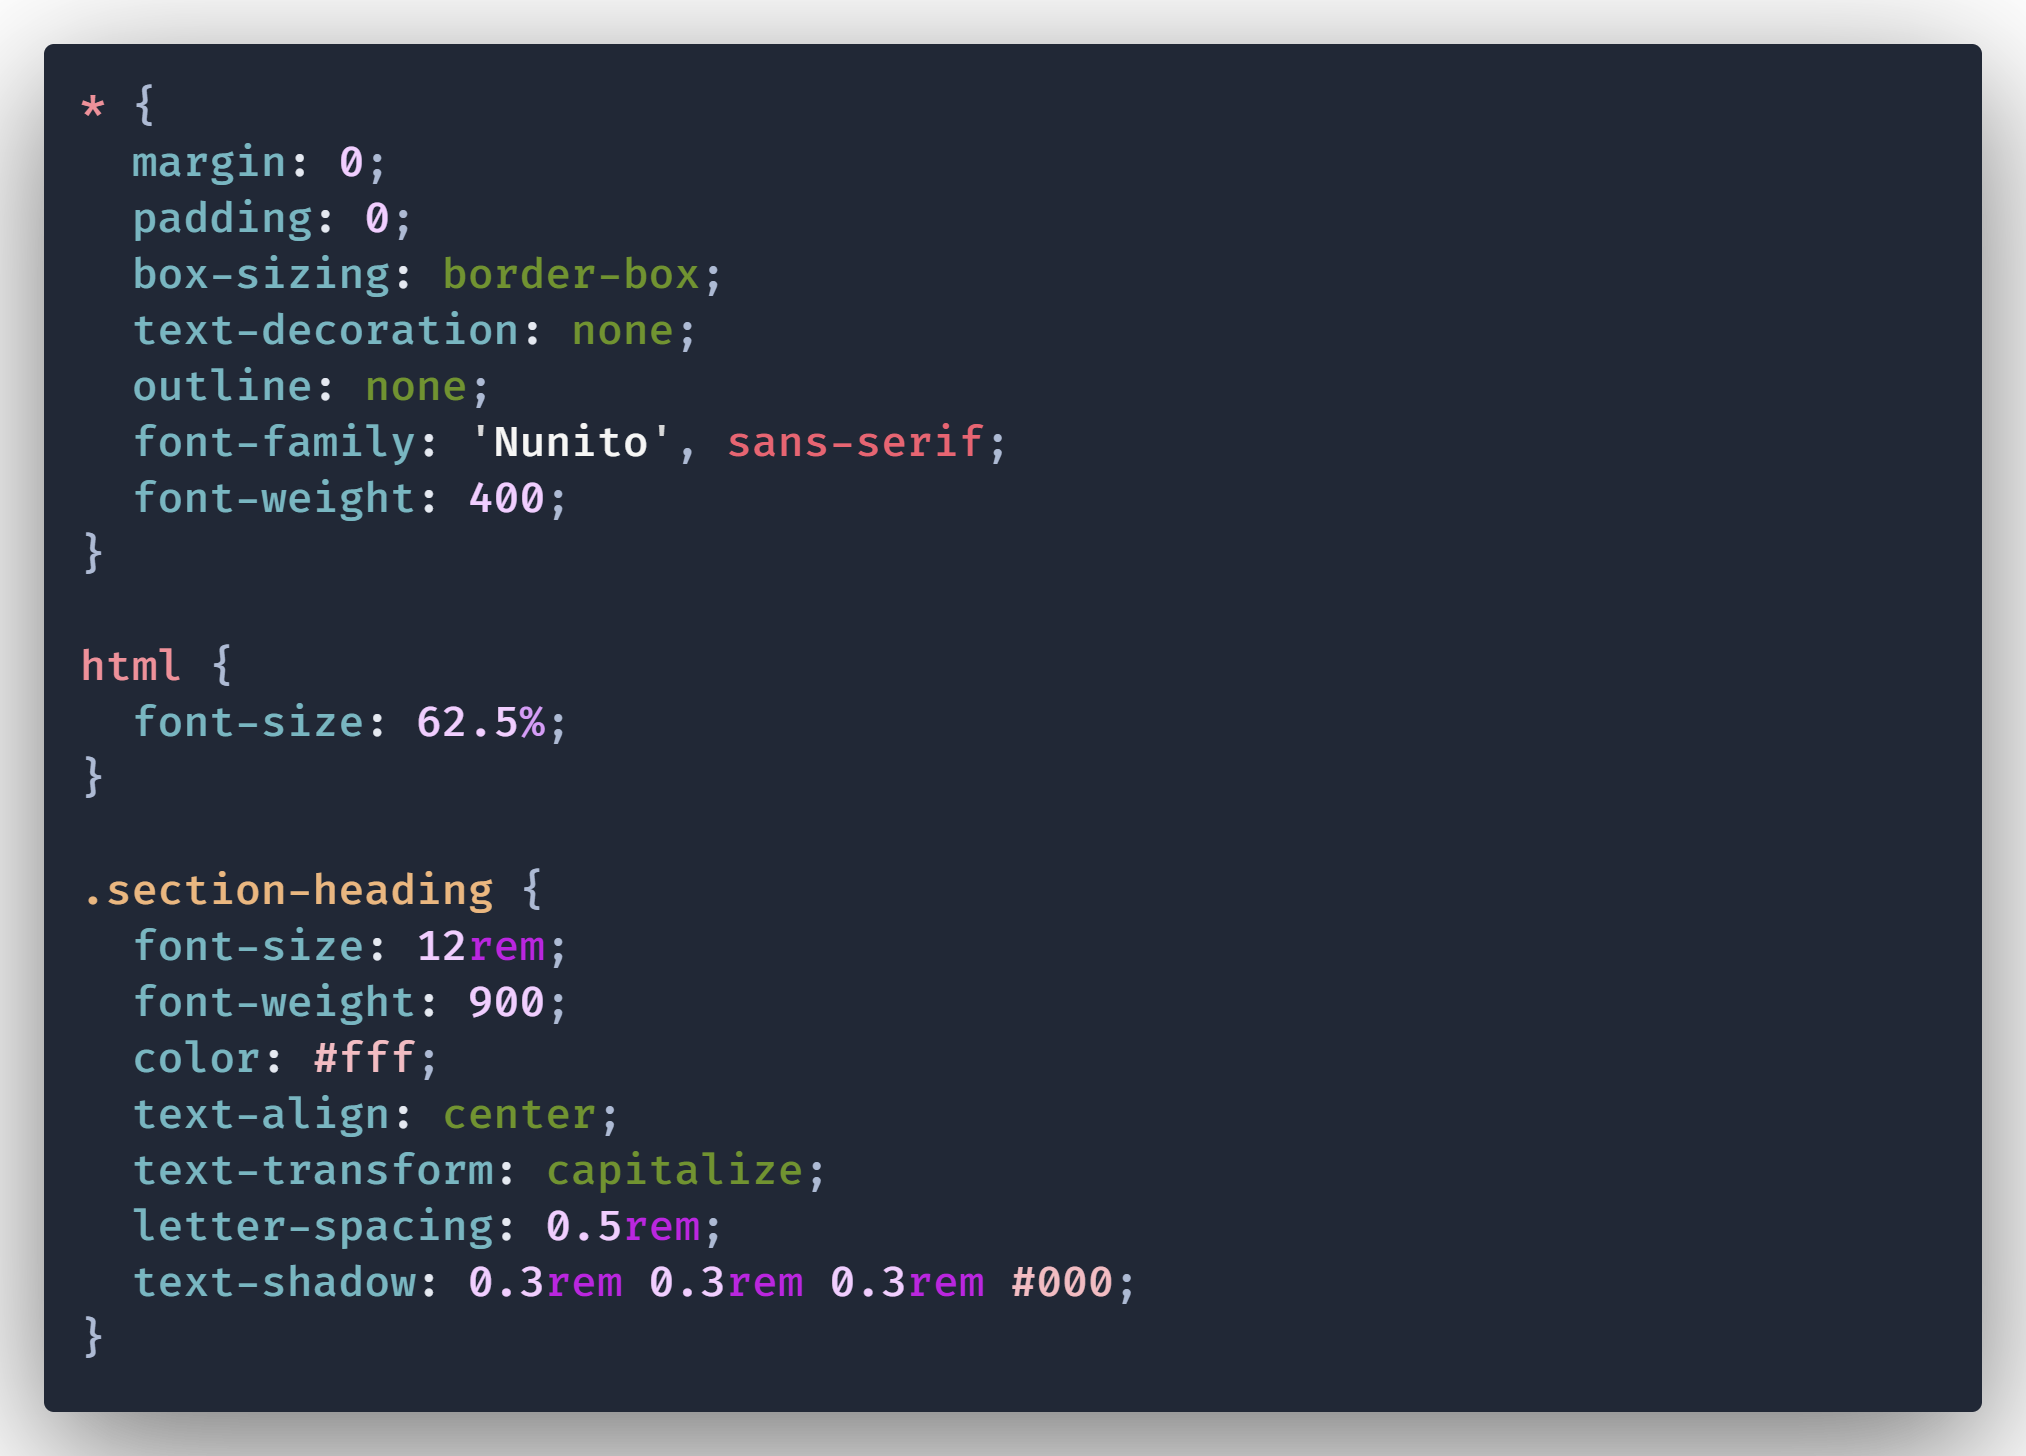 * {
  margin: 0;
  padding: 0;
  box-sizing: border-box;
  text-decoration: none;
  outline: none;
  font-family: 'Nunito', sans-serif;
  font-weight: 400;
}

html {
  font-size: 62.5%;
}

.section-heading {
  font-size: 12rem;
  font-weight: 900;
  color: #fff;
  text-align: center;
  text-transform: capitalize;
  letter-spacing: 0.5rem;
  text-shadow: 0.3rem 0.3rem 0.3rem #000;
}